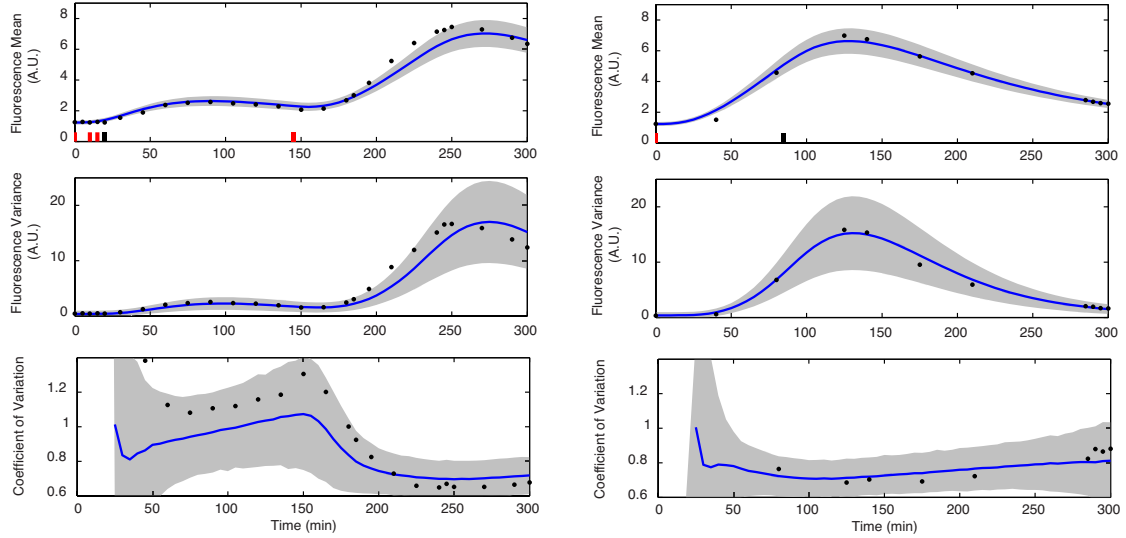 Fluorescence Mean
(A.U.)
8
6
4
2
0
0 50 100 150 200 250 300
Fluorescence Mean
(A.U.)
8
6
4
2
0
0 50 100 150 200 250 300
Fluorescence Variance
(A.U.)
20
10
0
0 50 100 150 200 250 300
Fluorescence Variance
(A.U.)
20
10
0
0 50 100 150 200 250 300
Coefficient of Variation
1.2
1
0.8
0.6
0 50 100 150 200 250 300
Time (min)
Coefficient of Variation
1.2
1
0.8
0.6
0 50 100 150 200 250 300
Time (min)